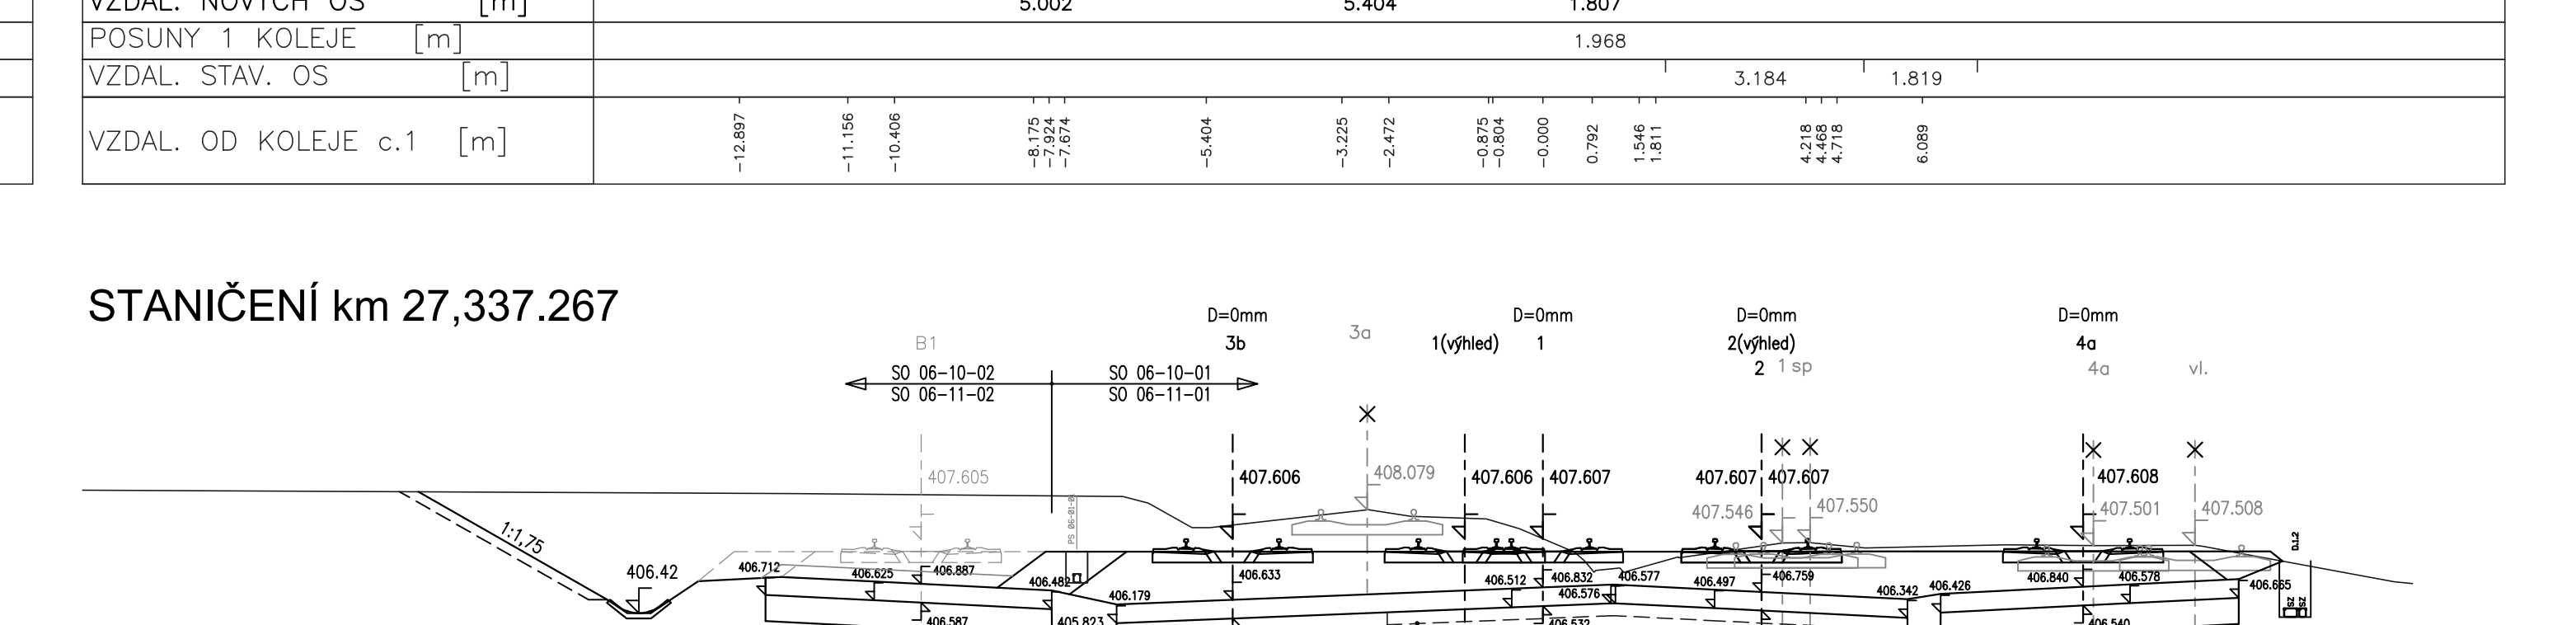 VZDAL. NOVÝCH OS [m] 5.002 5.404 1.807
POSUNY 1 KOLEJE [m] 1.968
VZDAL. STAV. OS [m] 3.184 1.819
VZDAL. OD KOLEJE c.1 [m] -12.897 -11.156 -10.406 -8.175 -7.924 -7.674 -5.404 -3.225 -2.472 -0.875 -0.804 -0.000 0.792 1.546 1.811 4.218 4.468 4.718 6.089
STANIČENÍ km 27,337.267
D=0mm D=0mm D=0mm D=0mm
B1 3b 3a 1(výhled) 1 2(výhled) 4a
2 1 sp 4a vl.
SO 06-10-02 SO 06-10-01
SO 06-11-02 SO 06-11-01
407.605 407.606 408.079 407.606 407.607 407.607 407.607 407.608
407.546 407.550 407.501 407.508
1:1,75
D.1.2
406.42 406.712 406.625 406.887 406.482 406.633 406.512 406.832 406.577 406.497 406.759 406.840 406.578
406.179 406.576 406.342 406.426 406.665
SZ SZ
406.587 405.823 406.532 406.540